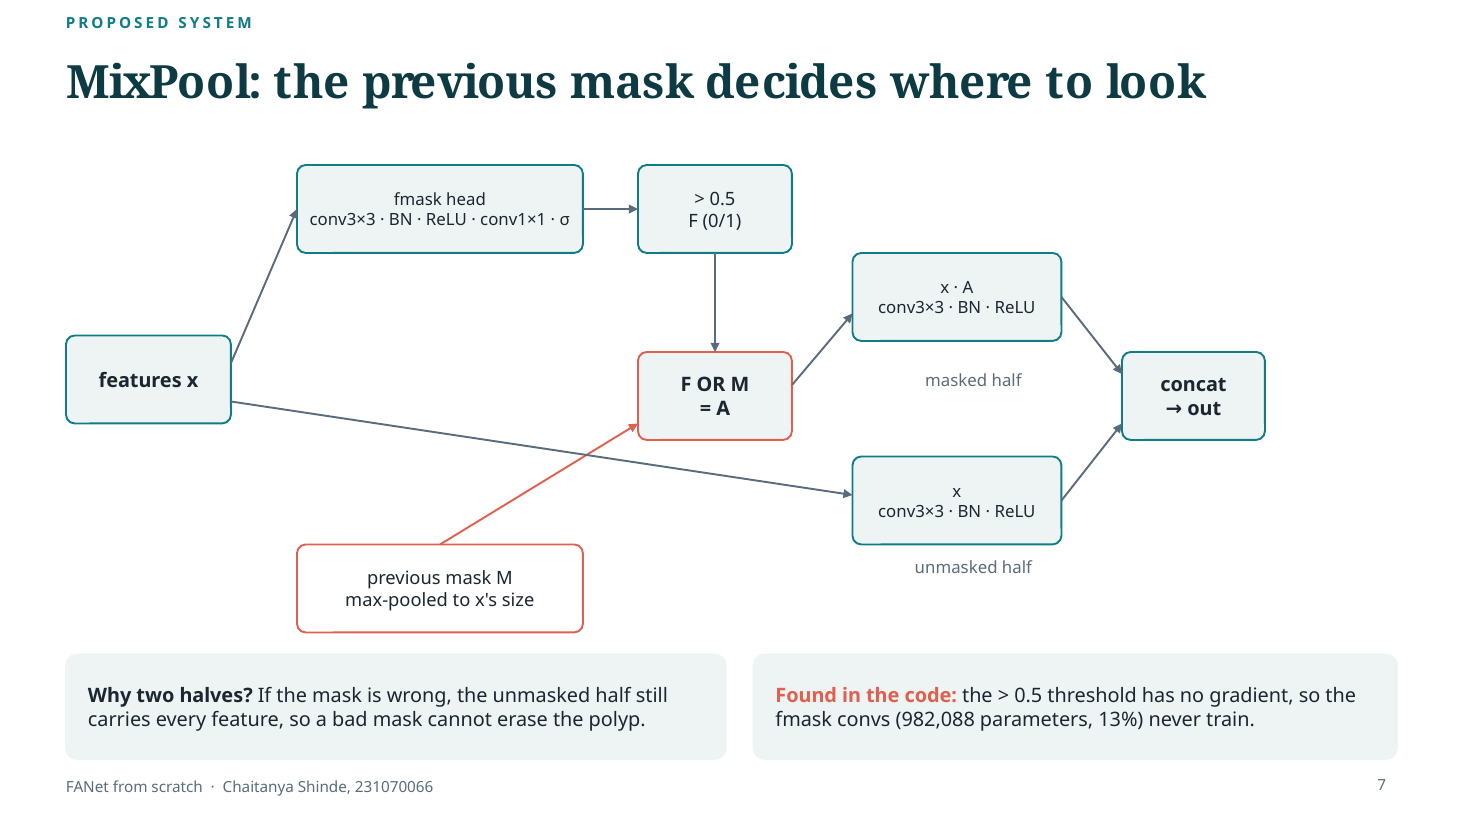 PROPOSED SYSTEM
MixPool: the previous mask decides where to look
fmask head
conv3×3 · BN · ReLU · conv1×1 · σ
> 0.5
F (0/1)
x · A
conv3×3 · BN · ReLU
masked half
features x
F OR M
= A
concat
→ out
x
conv3×3 · BN · ReLU
unmasked half
previous mask M
max-pooled to x's size
Why two halves? If the mask is wrong, the unmasked half still
carries every feature, so a bad mask cannot erase the polyp.
Found in the code: the > 0.5 threshold has no gradient, so the
fmask convs (982,088 parameters, 13%) never train.
FANet from scratch · Chaitanya Shinde, 231070066
7